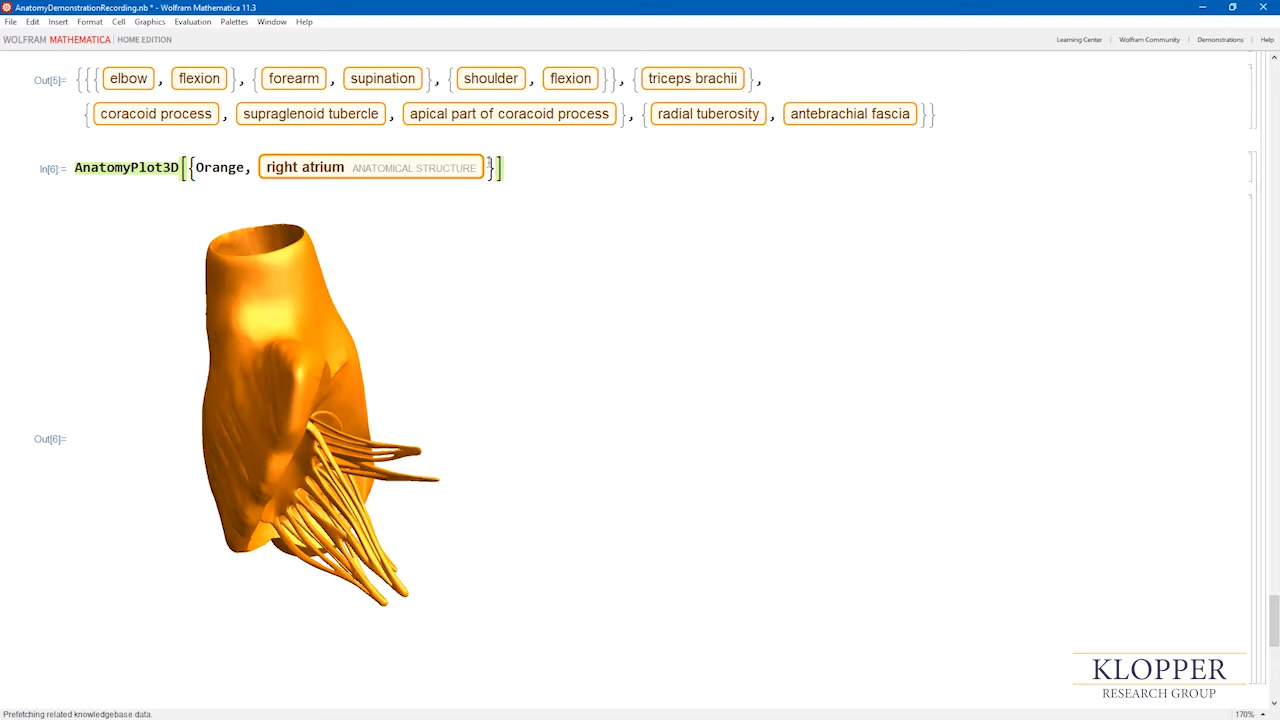 AnatomyDemonstrationRecording.nb * - Wolfram Mathematica 11.3
File Edit Insert Format Cell Graphics Evaluation Palettes Window Help
WOLFRAM MATHEMATICA | HOME EDITION Learning Center | Wolfram Community | Demonstrations | Help
Out[5]= {{{ elbow , flexion }, { forearm , supination }, { shoulder , flexion }}, { triceps brachii },
{ coracoid process , supraglenoid tubercle , apical part of coracoid process }, { radial tuberosity , antebrachial fascia }}
In[6]:= AnatomyPlot3D[{Orange, right atrium ANATOMICAL STRUCTURE }]
Out[6]=
KLOPPER
RESEARCH GROUP
Prefetching related knowledgebase data. 170%